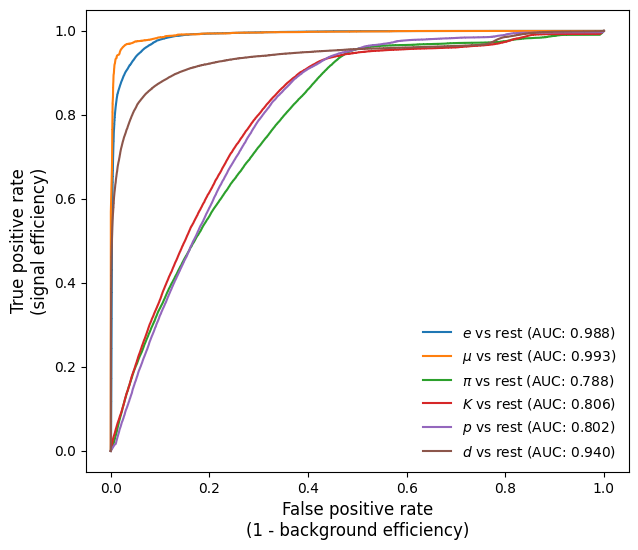 True positive rate
(signal efficiency)
1.0
0.8
0.6
0.4
0.2
0.0
e vs rest (AUC: 0.988)
μ vs rest (AUC: 0.993)
π vs rest (AUC: 0.788)
K vs rest (AUC: 0.806)
p vs rest (AUC: 0.802)
d vs rest (AUC: 0.940)
0.0 0.2 0.4 0.6 0.8 1.0
False positive rate
(1 - background efficiency)